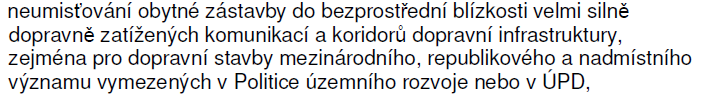 neumisťování obytné zástavby do bezprostřední blízkosti velmi silně
dopravně zatížených komunikací a koridorů dopravní infrastruktury,
zejména pro dopravní stavby mezinárodního, republikového a nadmístního
významu vymezených v Politice územního rozvoje nebo v ÚPD,